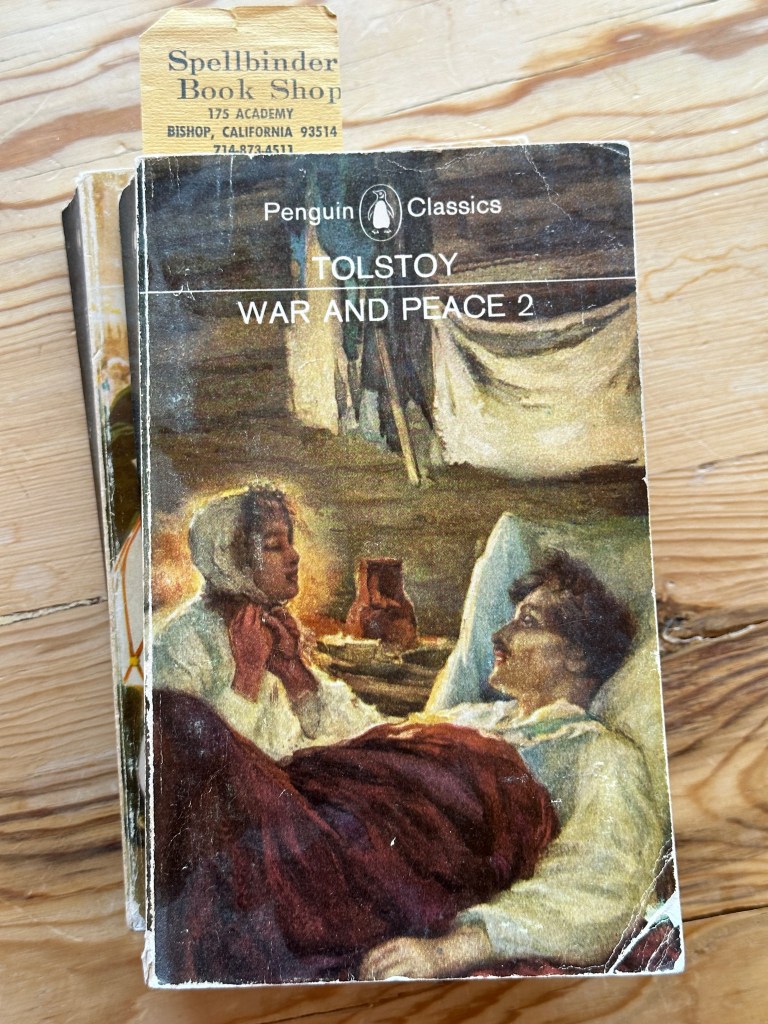 Spellbinder
Book Shop
175 ACADEMY
BISHOP, CALIFORNIA 93514
714-873-4511
Penguin Classics
TOLSTOY
WAR AND PEACE 2